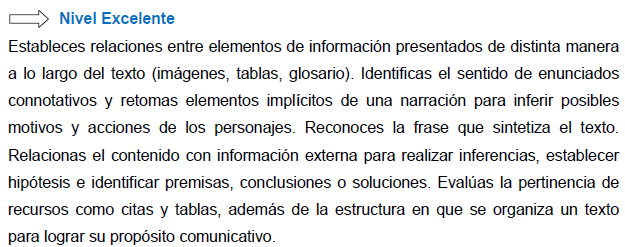 Nivel Excelente
Estableces relaciones entre elementos de información presentados de distinta manera
a lo largo del texto (imágenes, tablas, glosario). Identificas el sentido de enunciados
connotativos y retomas elementos implícitos de una narración para inferir posibles
motivos y acciones de los personajes. Reconoces la frase que sintetiza el texto.
Relacionas el contenido con información externa para realizar inferencias, establecer
hipótesis e identificar premisas, conclusiones o soluciones. Evalúas la pertinencia de
recursos como citas y tablas, además de la estructura en que se organiza un texto
para lograr su propósito comunicativo.